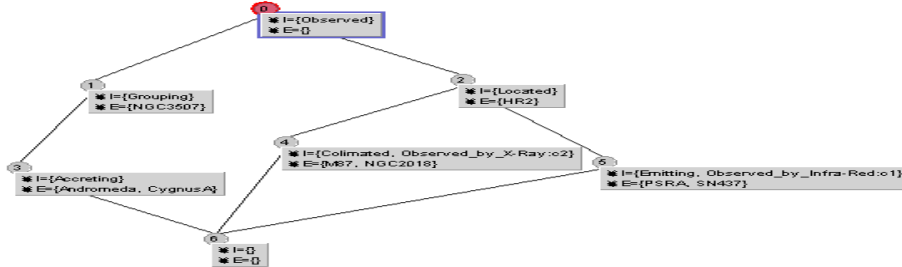 0
I={Observed}
E={}
1
I={Grouping}
E={NGC3507}
2
I={Located}
E={HR2}
4
I={Colimated, Observed_by_X-Ray:c2}
E={M87, NGC2018}
3
I={Accreting}
E={Andromeda, CygnusA}
5
I={Emitting, Observed_by_Infra-Red:c1}
E={PSRA, SN437}
6
I={}
E={}